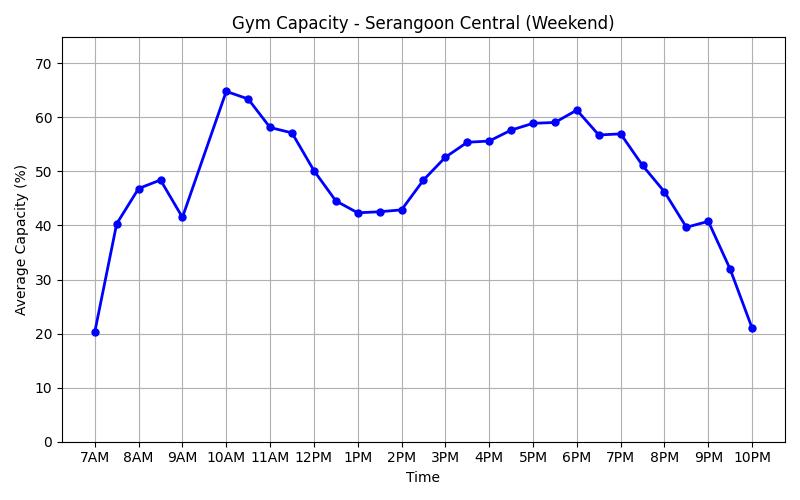 Gym Capacity - Serangoon Central (Weekend)
Average Capacity (%)
70
60
50
40
30
20
10
0
7AM 8AM 9AM 10AM 11AM 12PM 1PM 2PM 3PM 4PM 5PM 6PM 7PM 8PM 9PM 10PM
Time